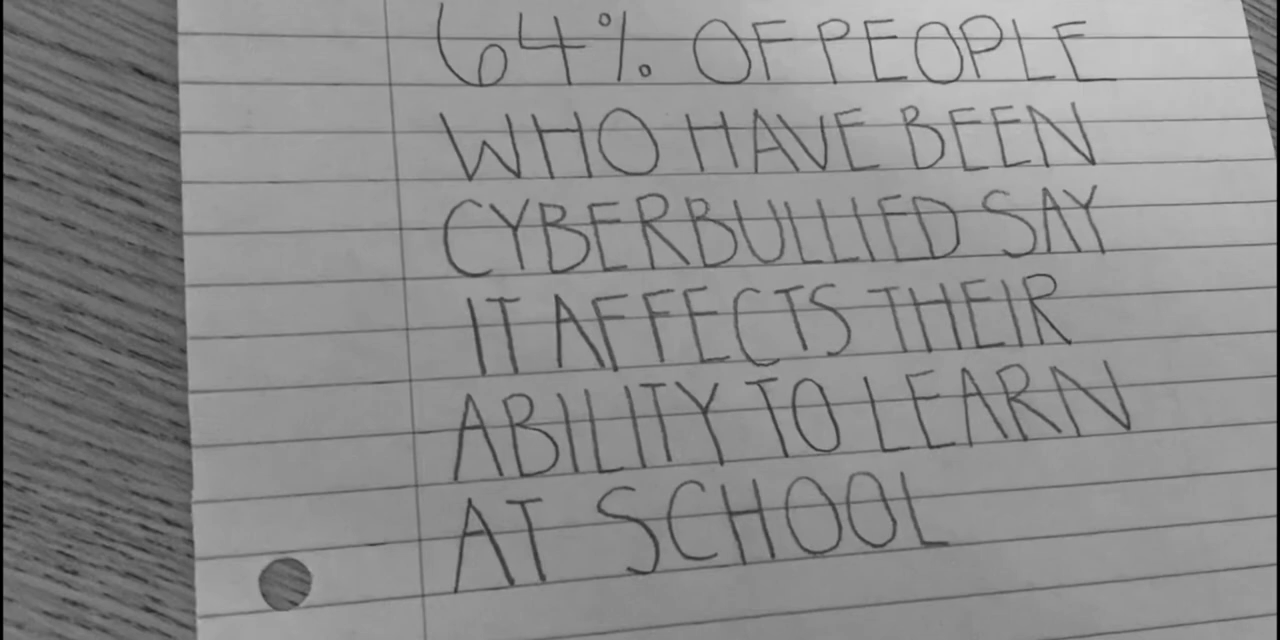 64% OF PEOPLE
WHO HAVE BEEN
CYBERBULLIED SAY
IT AFFECTS THEIR
ABILITY TO LEARN
AT SCHOOL